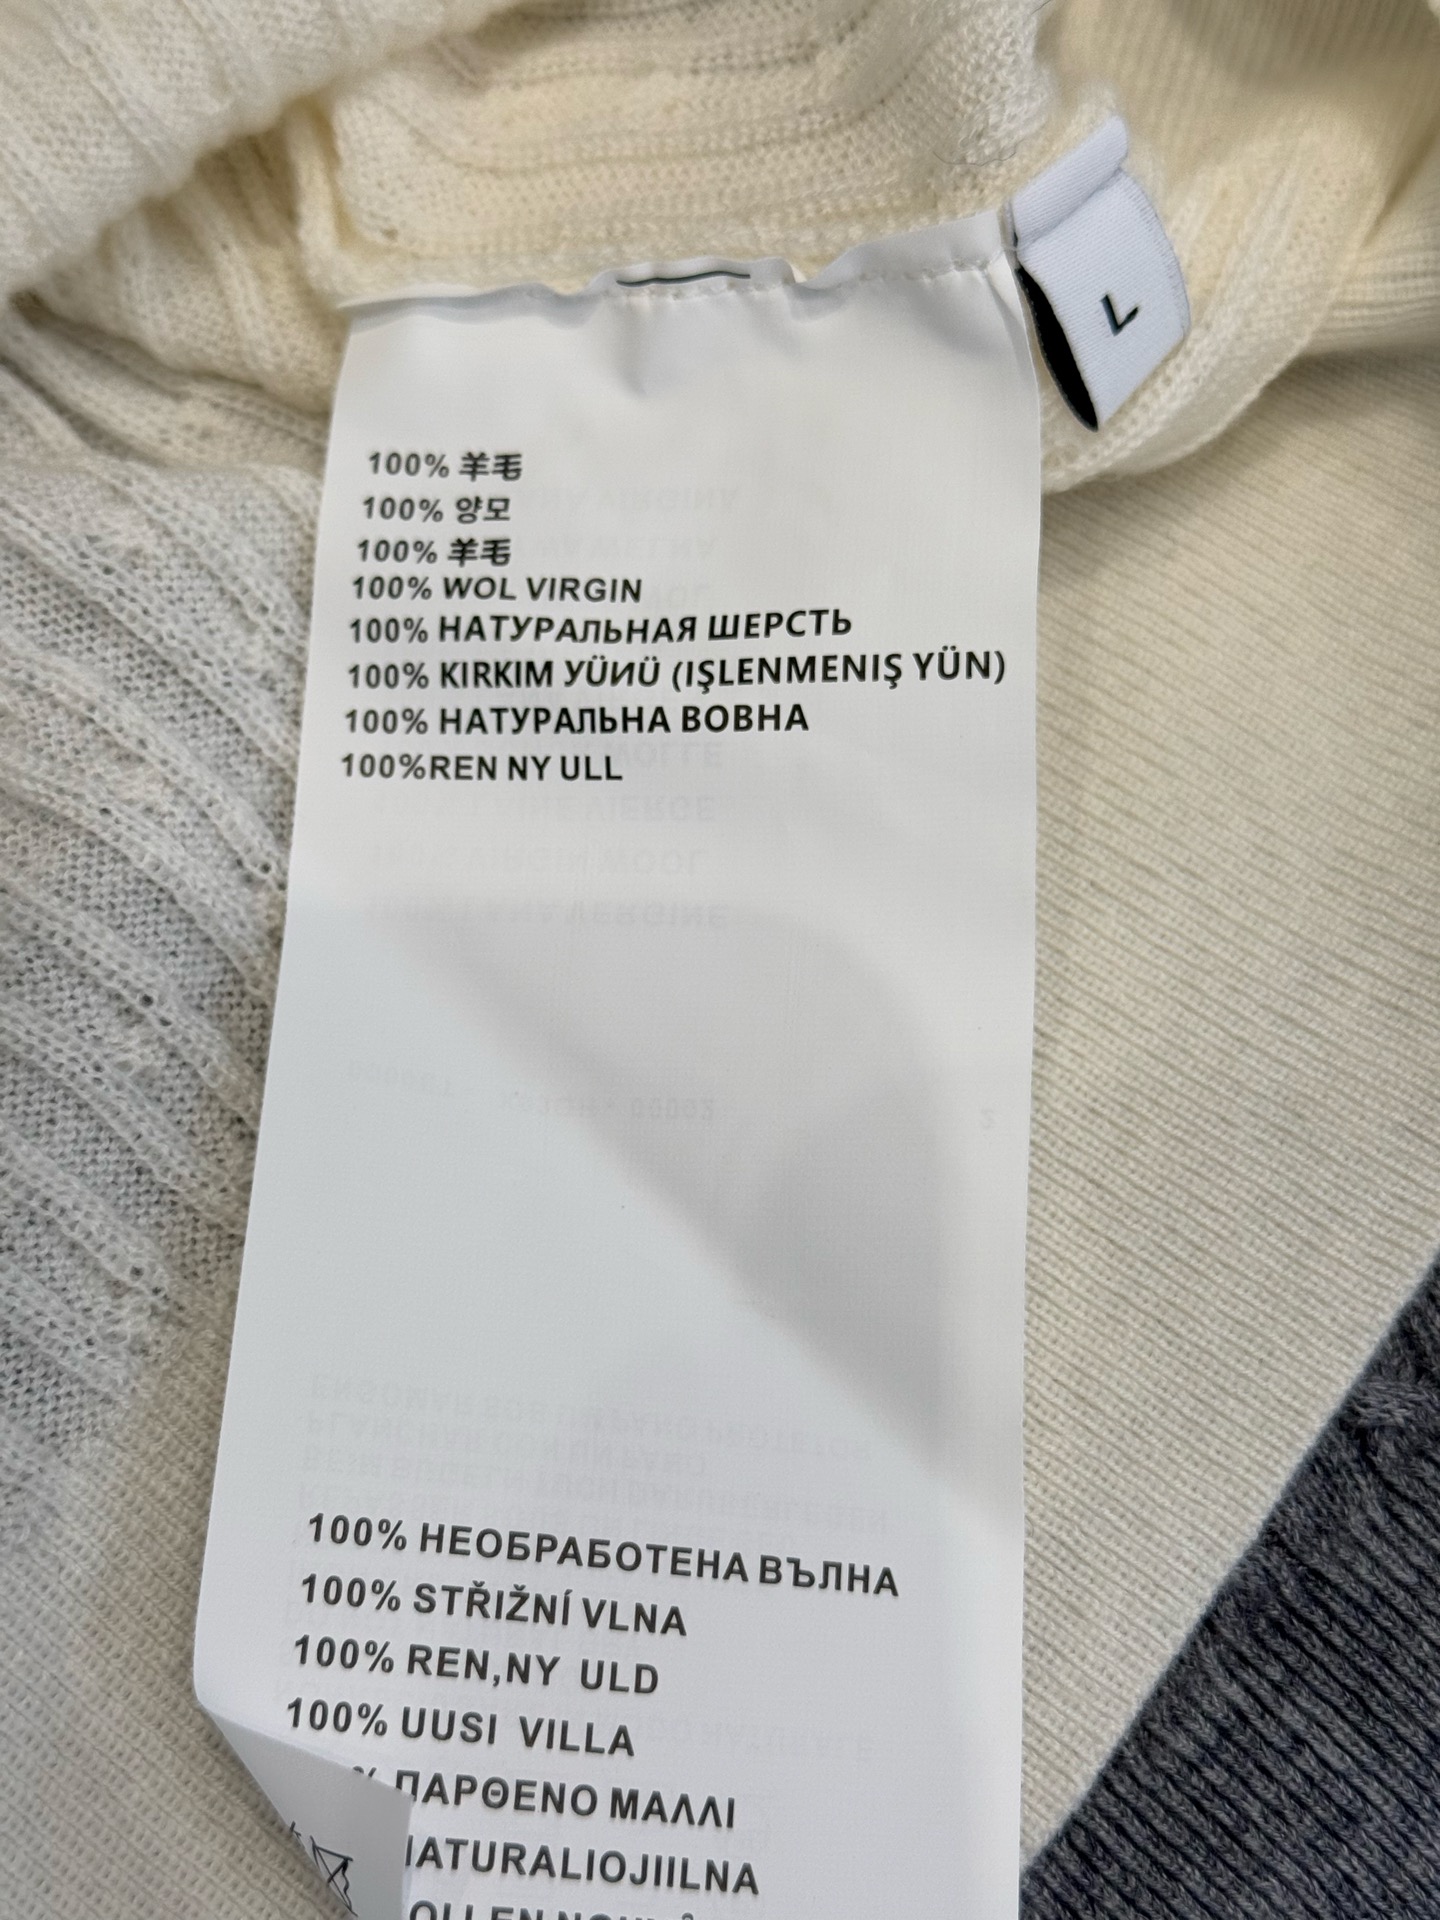 L
100% 羊毛
100% 양모
100% 羊毛
100% WOL VIRGIN
100% НАТУРАЛЬНАЯ ШЕРСТЬ
100% KIRKIM УÜИÜ (IŞLENMENIŞ YÜN)
100% НАТУРАЛЬНА ВОВНА
100%REN NY ULL
100% НЕОБРАБОТЕНА ВЪЛНА
100% STŘIŽNÍ VLNA
100% REN,NY ULD
100% UUSI VILLA
% ΠΑΡΘΕΝΟ ΜΑΛΛΙ
NATURALIOJIILNA